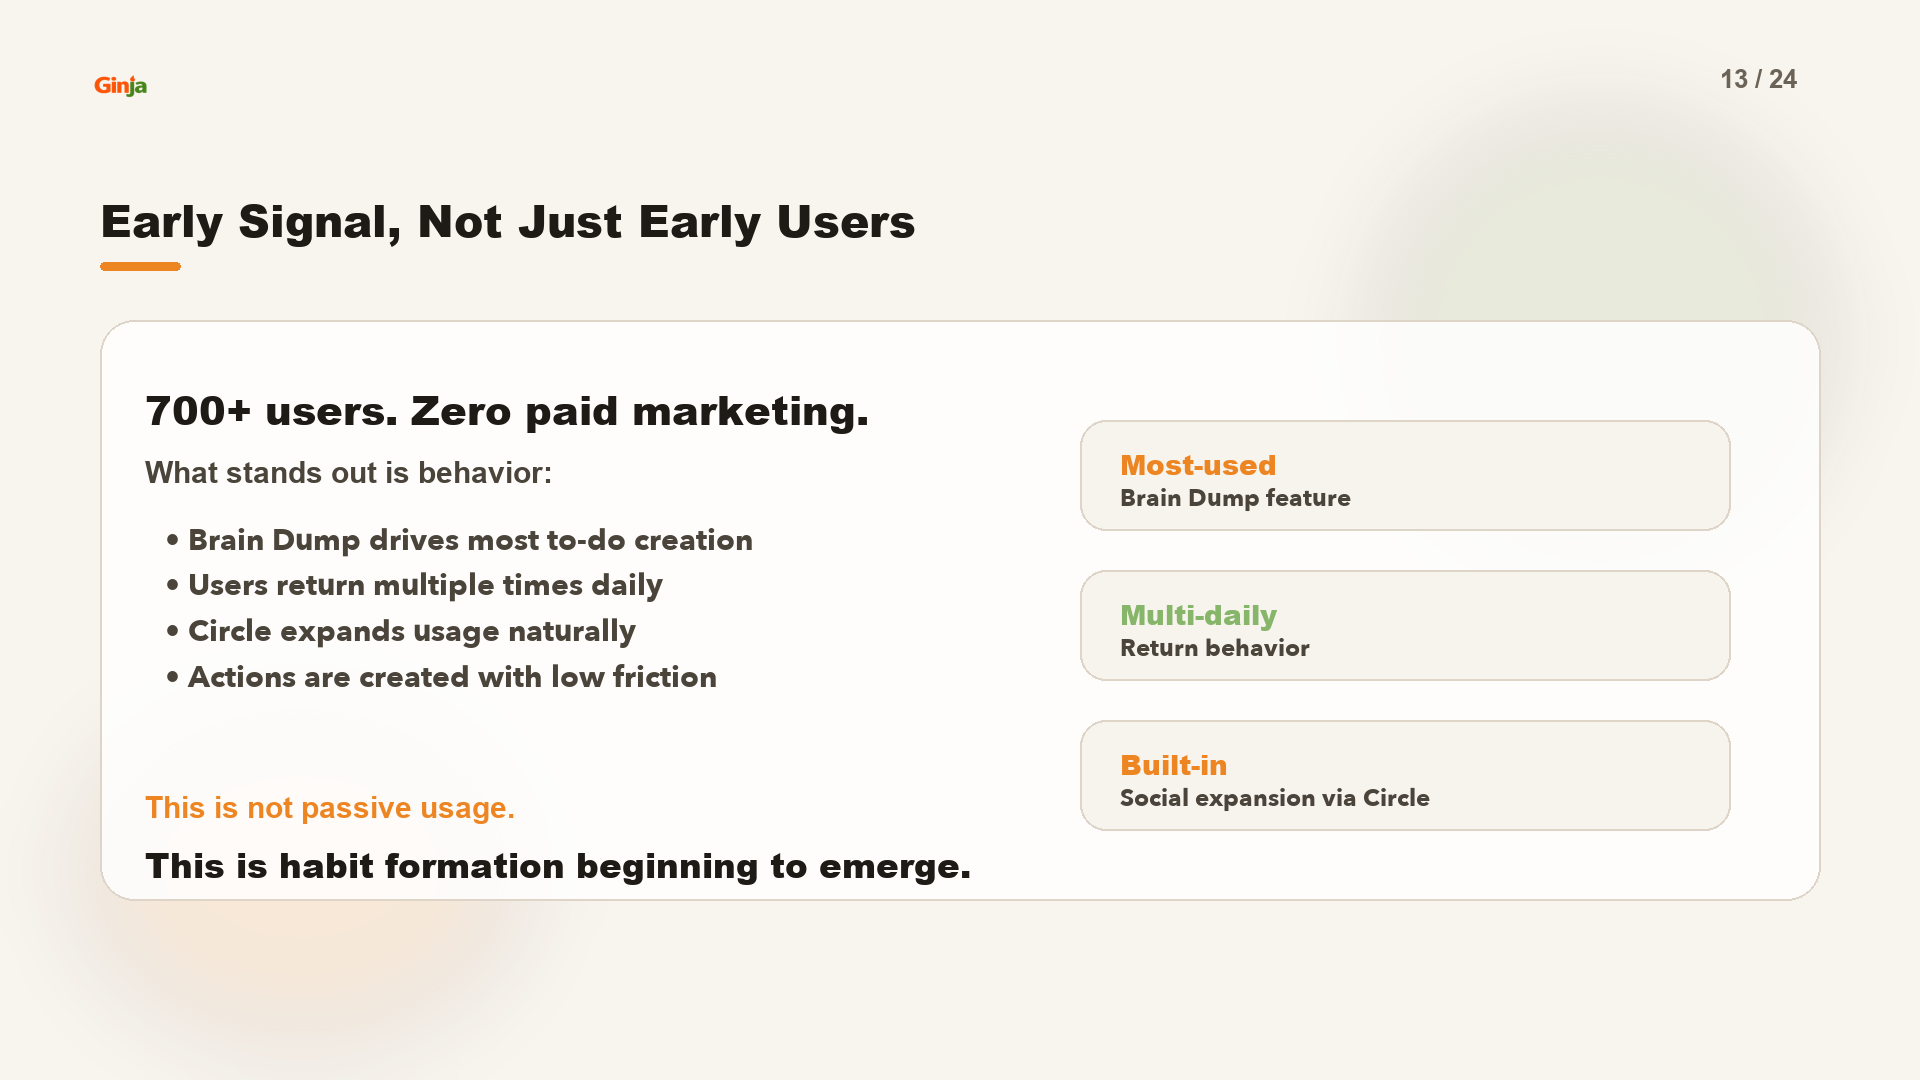 Ginja
13 / 24
Early Signal, Not Just Early Users
700+ users. Zero paid marketing.
What stands out is behavior:
• Brain Dump drives most to-do creation
• Users return multiple times daily
• Circle expands usage naturally
• Actions are created with low friction
This is not passive usage.
This is habit formation beginning to emerge.
Most-used
Brain Dump feature
Multi-daily
Return behavior
Built-in
Social expansion via Circle